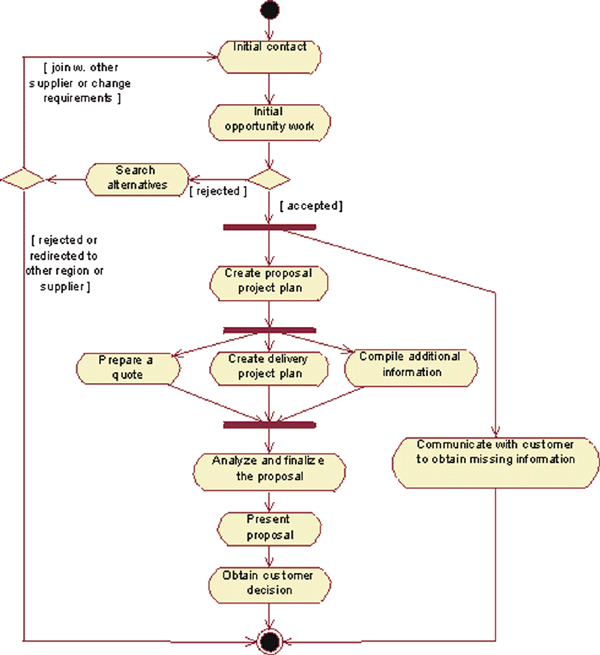 Initial contact
[ join w. other
supplier or change
requirements ]
Initial
opportunity work
Search
alternatives
[ rejected ]
[ accepted]
[ rejected or
redirected to
other region or
supplier ]
Create proposal
project plan
Prepare a
quote
Create delivery
project plan
Compile additional
information
Communicate with customer
to obtain missing information
Analyze and finalize
the proposal
Present
proposal
Obtain customer
decision